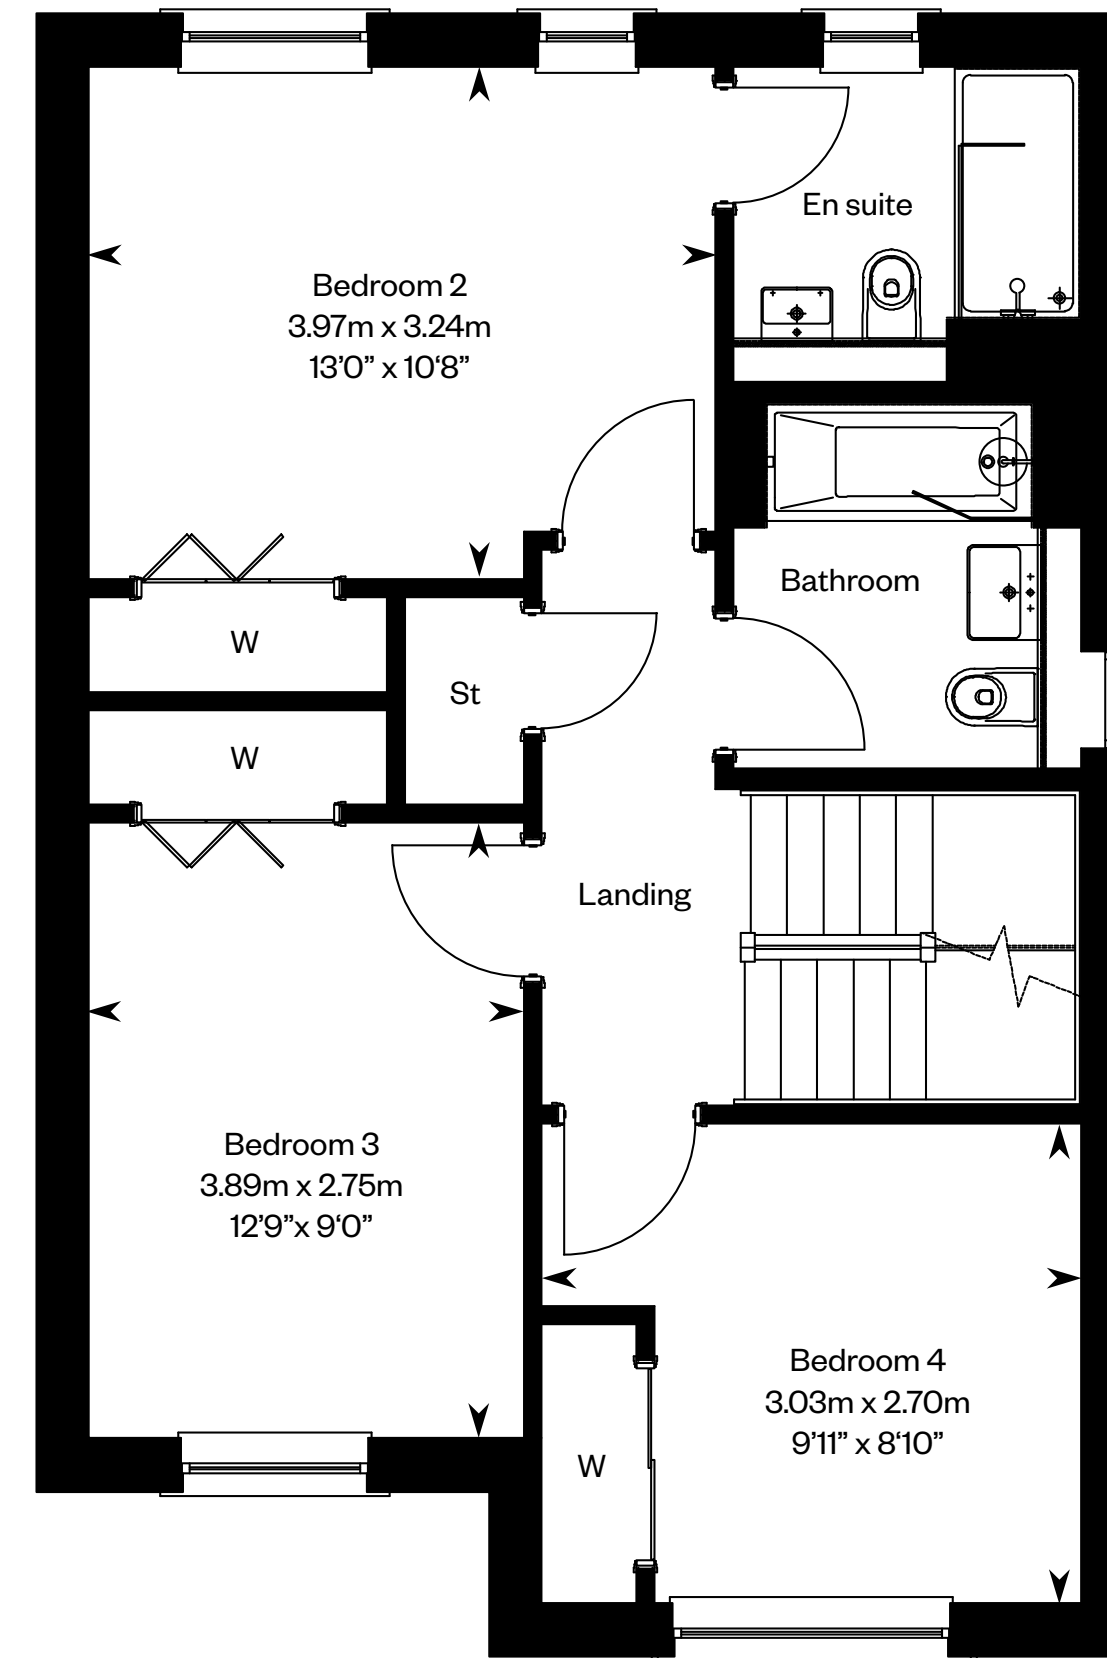 En suite
Bedroom 2
3.97m x 3.24m
13’0” x 10‘8”
Bathroom
W
St
W
Landing
Bedroom 3
3.89m x 2.75m
12’9”x 9‘0”
Bedroom 4
3.03m x 2.70m
9’11” x 8‘10”
W